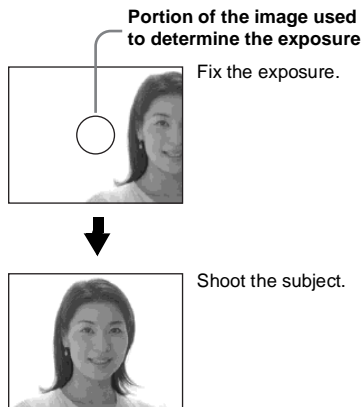 Portion of the image used
to determine the exposure
Fix the exposure.
Shoot the subject.